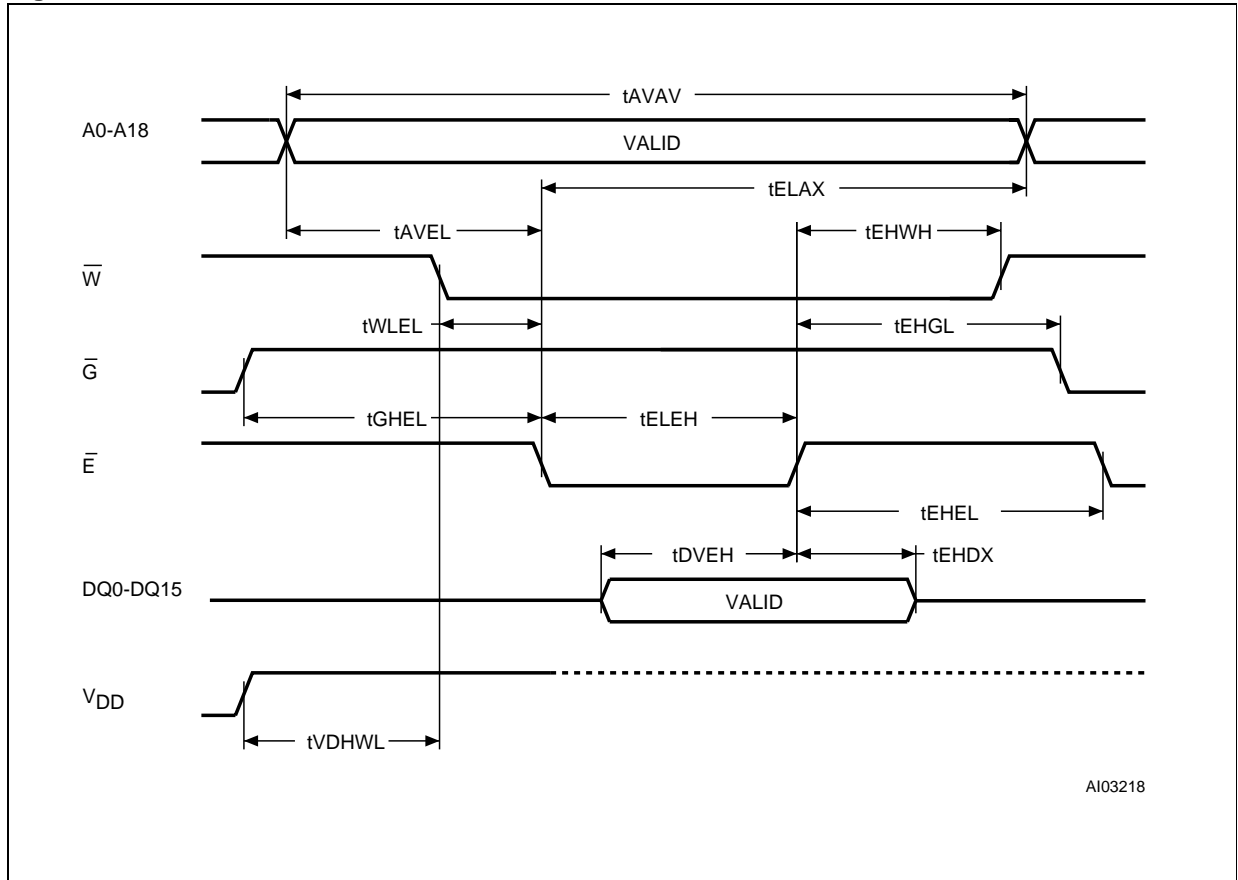 tAVAV
A0-A18
VALID
tELAX
tAVEL
tEHWH
W̅
tWLEL
tEHGL
G̅
tGHEL
tELEH
E̅
tEHEL
tDVEH
tEHDX
DQ0-DQ15
VALID
VDD
tVDHWL
AI03218